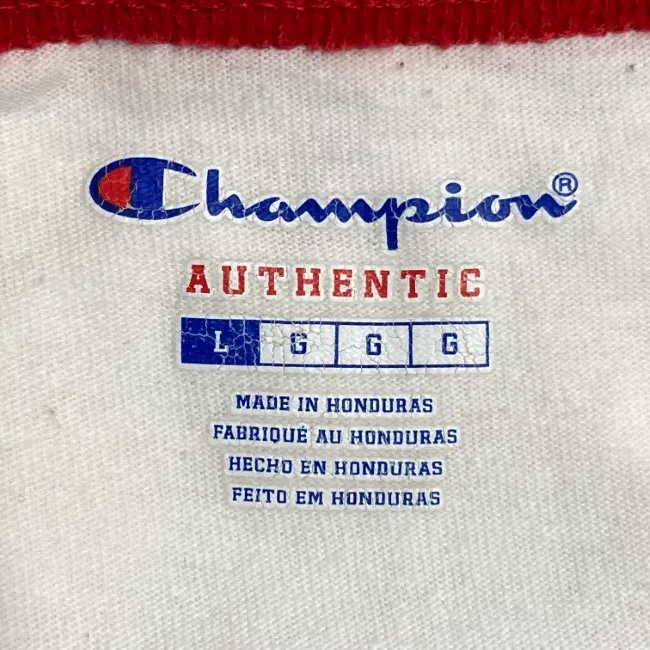 Champion®
AUTHENTIC
L G G G
MADE IN HONDURAS
FABRIQUÉ AU HONDURAS
HECHO EN HONDURAS
FEITO EM HONDURAS